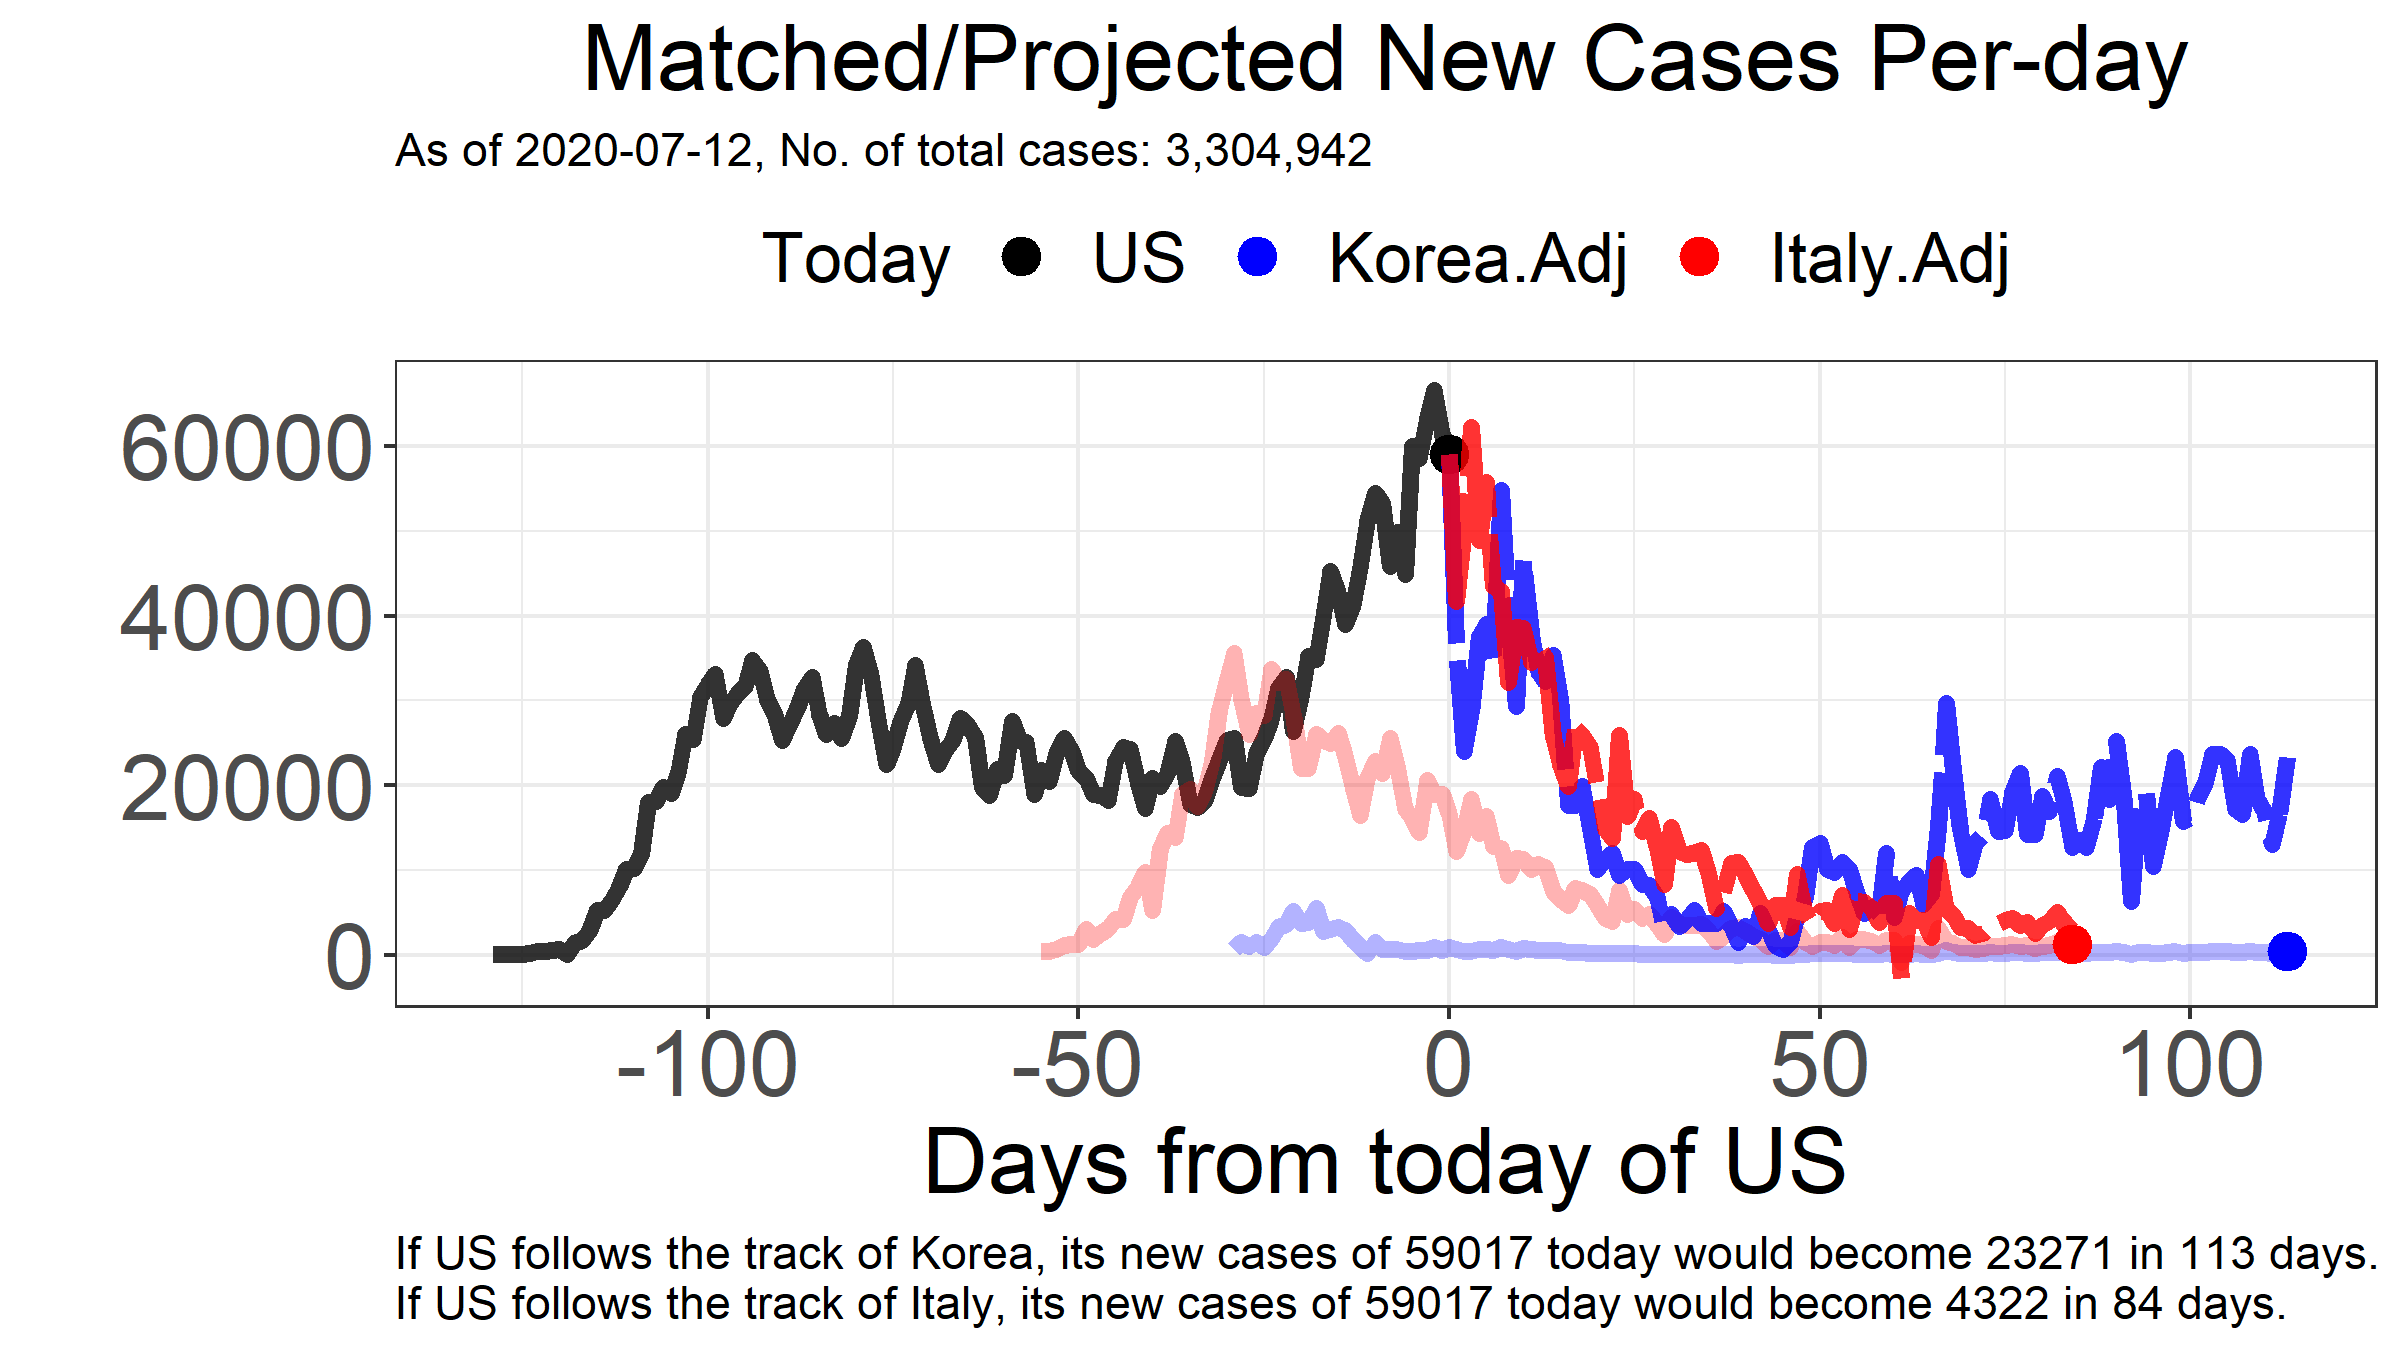 Matched/Projected New Cases Per-day
As of 2020-07-12, No. of total cases: 3,304,942
Today US Korea.Adj Italy.Adj
60000
40000
20000
0
-100 -50 0 50 100
Days from today of US
If US follows the track of Korea, its new cases of 59017 today would become 23271 in 113 days.
If US follows the track of Italy, its new cases of 59017 today would become 4322 in 84 days.